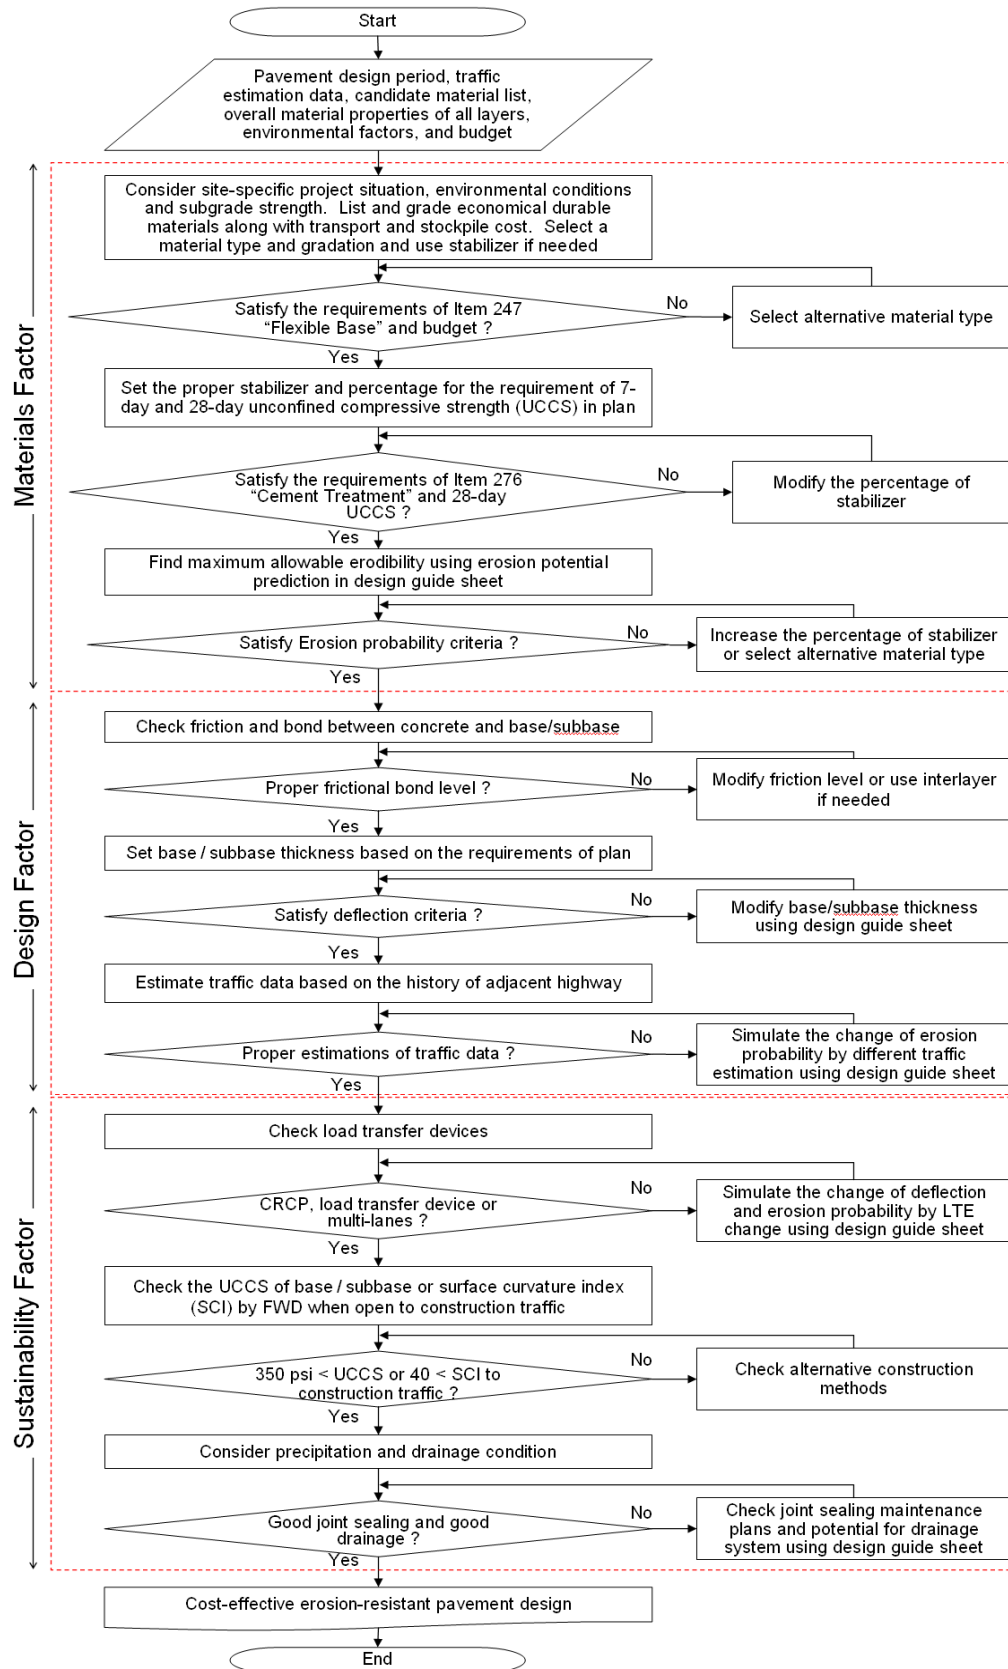 Start
Pavement design period, traffic
estimation data, candidate material list,
overall material properties of all layers,
environmental factors, and budget
Materials Factor
Consider site-specific project situation, environmental conditions
and subgrade strength. List and grade economical durable
materials along with transport and stockpile cost. Select a
material type and gradation and use stabilizer if needed
Satisfy the requirements of Item 247
“Flexible Base” and budget ?
No
Select alternative material type
Yes
Set the proper stabilizer and percentage for the requirement of 7-
day and 28-day unconfined compressive strength (UCCS) in plan
Satisfy the requirements of Item 276
“Cement Treatment” and 28-day
UCCS ?
No
Modify the percentage of
stabilizer
Yes
Find maximum allowable erodibility using erosion potential
prediction in design guide sheet
Satisfy Erosion probability criteria ?
No
Increase the percentage of stabilizer
or select alternative material type
Yes
Design Factor
Check friction and bond between concrete and base/subbase
Proper frictional bond level ?
No
Modify friction level or use interlayer
if needed
Yes
Set base / subbase thickness based on the requirements of plan
Satisfy deflection criteria ?
No
Modify base/subbase thickness
using design guide sheet
Yes
Estimate traffic data based on the history of adjacent highway
Proper estimations of traffic data ?
No
Simulate the change of erosion
probability by different traffic
estimation using design guide sheet
Yes
Sustainability Factor
Check load transfer devices
CRCP, load transfer device or
multi-lanes ?
No
Simulate the change of deflection
and erosion probability by LTE
change using design guide sheet
Yes
Check the UCCS of base / subbase or surface curvature index
(SCI) by FWD when open to construction traffic
350 psi < UCCS or 40 < SCI to
construction traffic ?
No
Check alternative construction
methods
Yes
Consider precipitation and drainage condition
Good joint sealing and good
drainage ?
No
Check joint sealing maintenance
plans and potential for drainage
system using design guide sheet
Yes
Cost-effective erosion-resistant pavement design
End